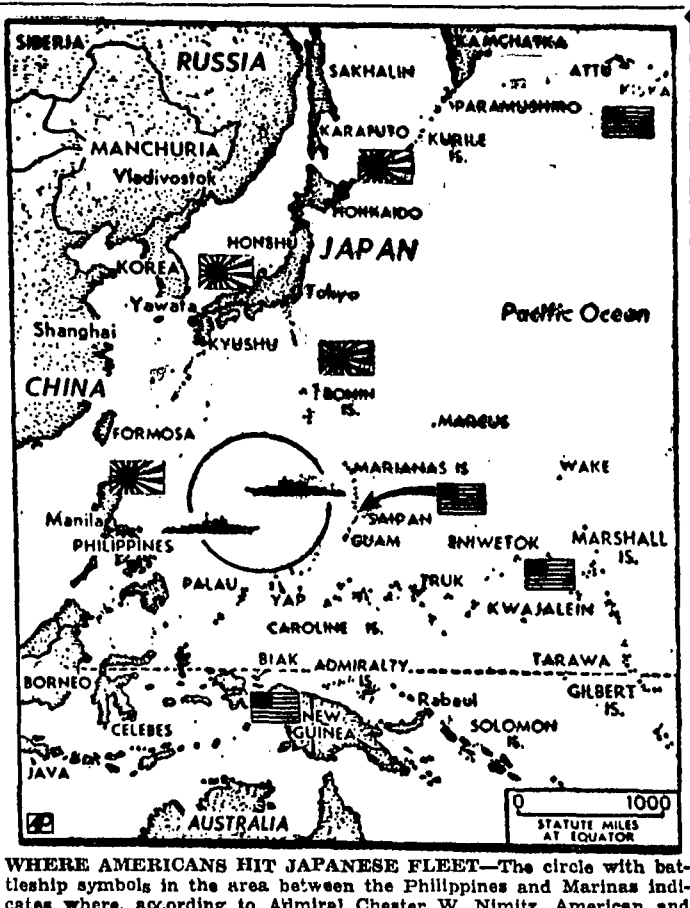 SIBERIA
RUSSIA
KAMCHATKA
SAKHALIN
ATTU
KISKA
PARAMUSHIRO
KARAFUTO
KURILE
IS.
MANCHURIA
Vladivostok
HOKKAIDO
HONSHU
JAPAN
KOREA
Tokyo
Yawata
Pacific Ocean
Shanghai
KYUSHU
CHINA
BONIN
IS.
MARCUS
FORMOSA
MARIANAS IS
WAKE
Manila
SAIPAN
PHILIPPINES
GUAM
ENIWETOK
MARSHALL
IS.
PALAU
YAP
TRUK
KWAJALEIN
CAROLINE IS.
BIAK
ADMIRALTY
IS
TARAWA
BORNEO
GILBERT
IS.
Rabaul
NEW
GUINEA
SOLOMON
IS.
CELEBES
JAVA
AUSTRALIA
AP
0 1000
STATUTE MILES
AT EQUATOR
WHERE AMERICANS HIT JAPANESE FLEET—The circle with bat-
tleship symbols in the area between the Philippines and Marinas indi-
cates where, according to Admiral Chester W. Nimitz, American and